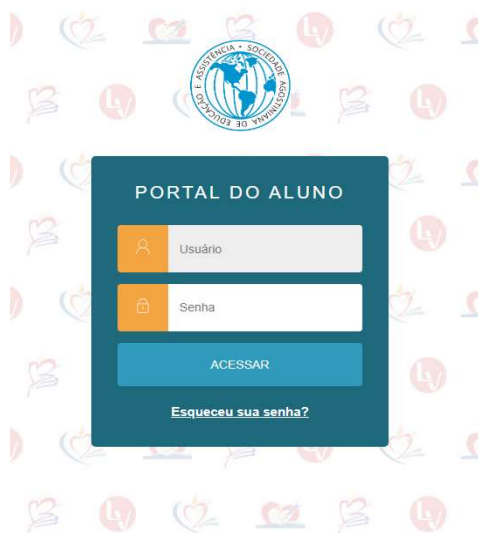 SOCIEDADE AGOSTINIANA DE EDUCAÇÃO E ASSISTÊNCIA •
PORTAL DO ALUNO
Usuário
Senha
ACESSAR
Esqueceu sua senha?